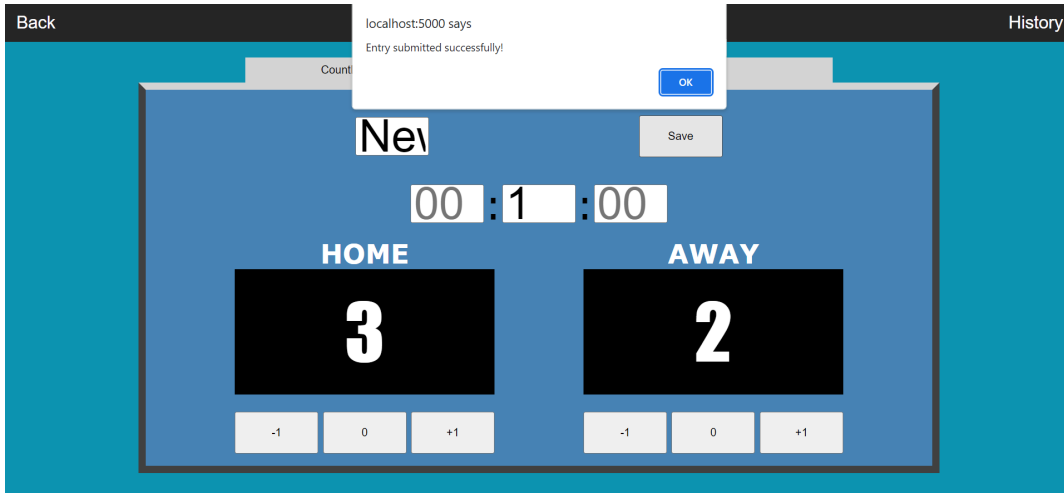 Back
History
localhost:5000 says
Entry submitted successfully!
OK
Save
00 : 1 : 00
HOME
AWAY
3
2
-1 0 +1
-1 0 +1